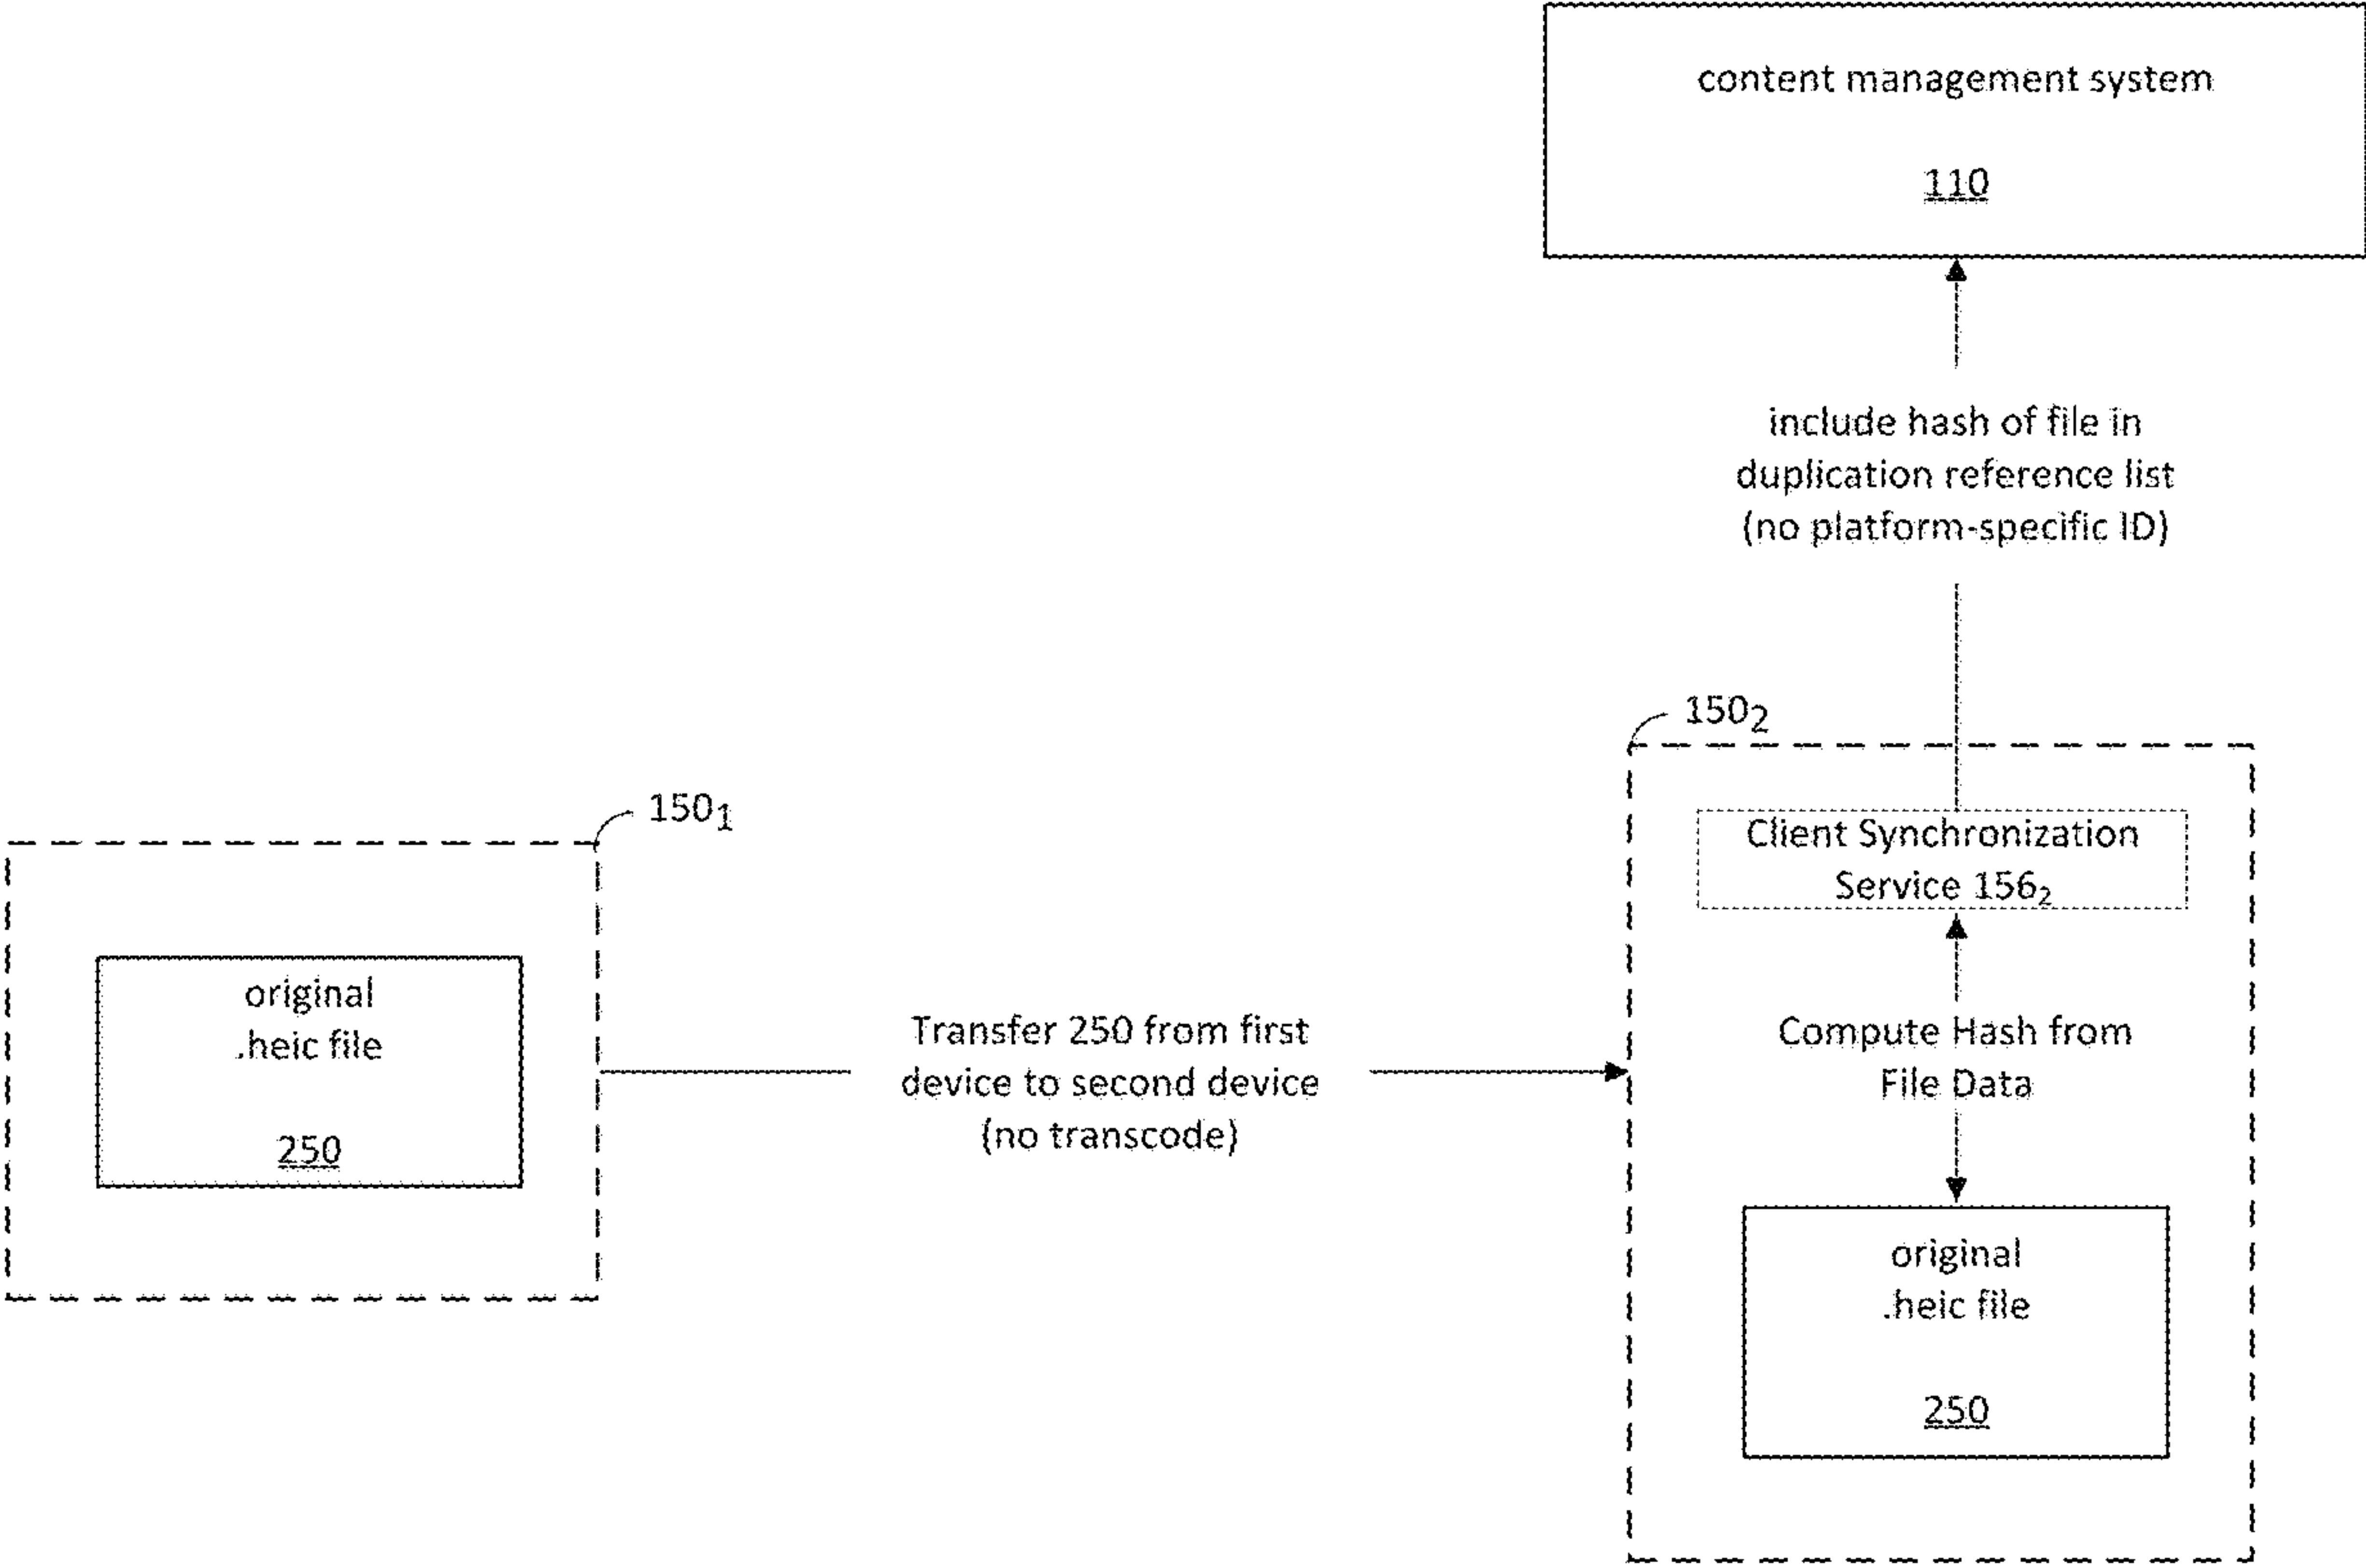 content management system
110
include hash of file in
duplication reference list
(no platform-specific ID)
150₂
Client Synchronization
Service 156₂
150₁
original
.heic file
250
Transfer 250 from first
device to second device
(no transcode)
Compute Hash from
File Data
original
.heic file
250